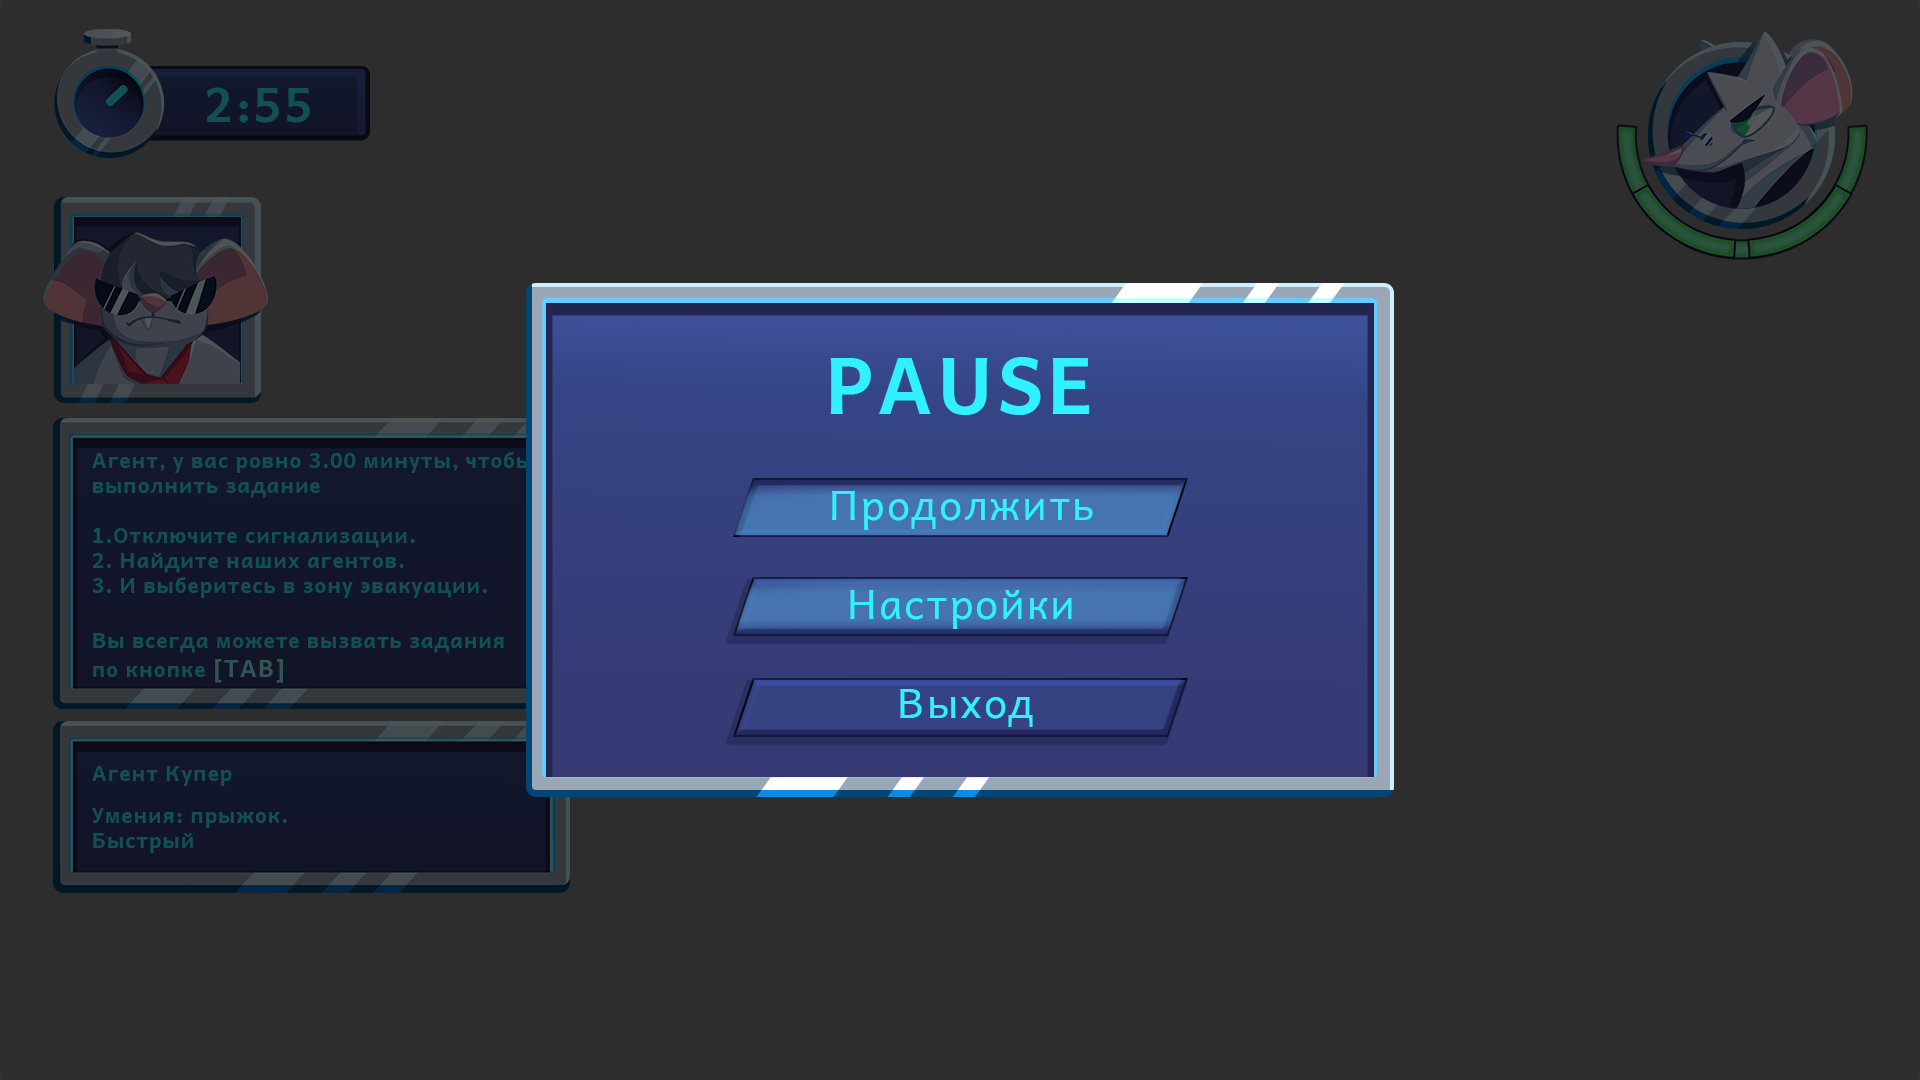 2:55
Агент, у вас ровно 3.00 минуты, чтобы
выполнить задание
1.Отключите сигнализации.
2. Найдите наших агентов.
3. И выберитесь в зону эвакуации.
Вы всегда можете вызвать задания
по кнопке [TAB]
Агент Купер
Умения: прыжок.
Быстрый
PAUSE
Продолжить
Настройки
Выход